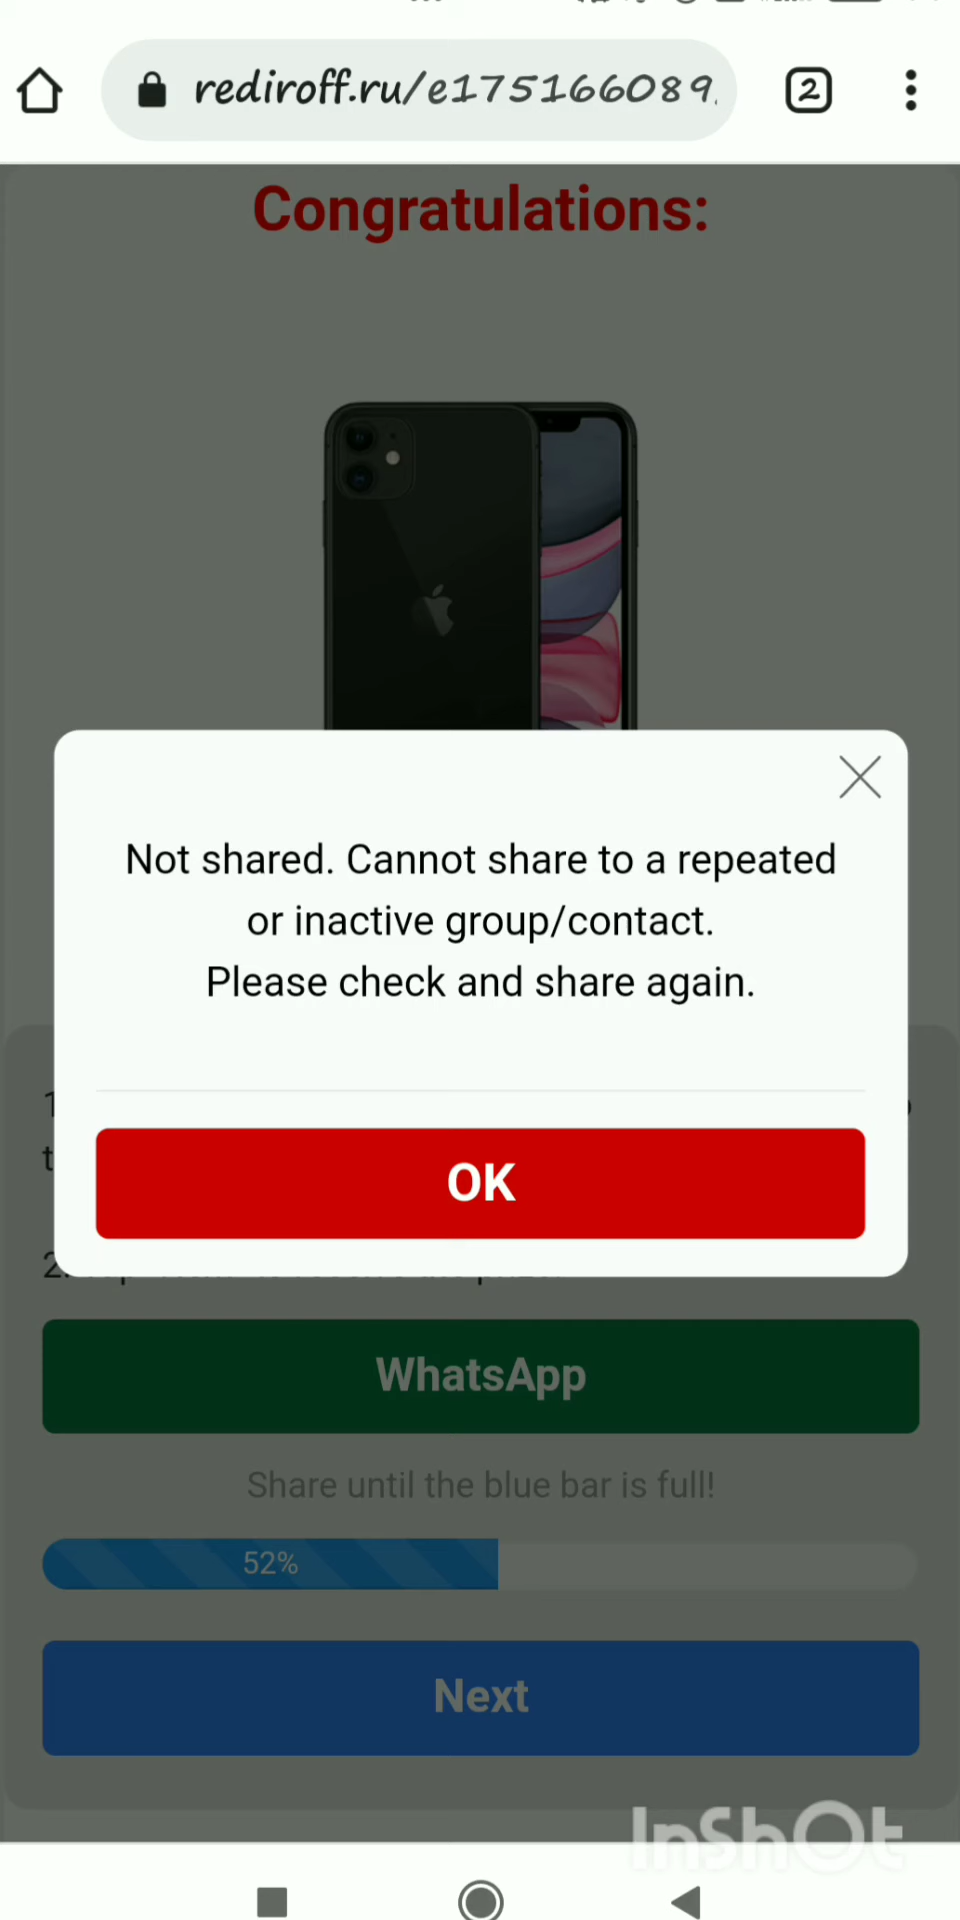 2
rediroff.ru/e175166089
Congratulations:
Not shared. Cannot share to a repeated
or inactive group/contact.
Please check and share again.
OK
WhatsApp
Share until the blue bar is full!
52%
Next
InShOt